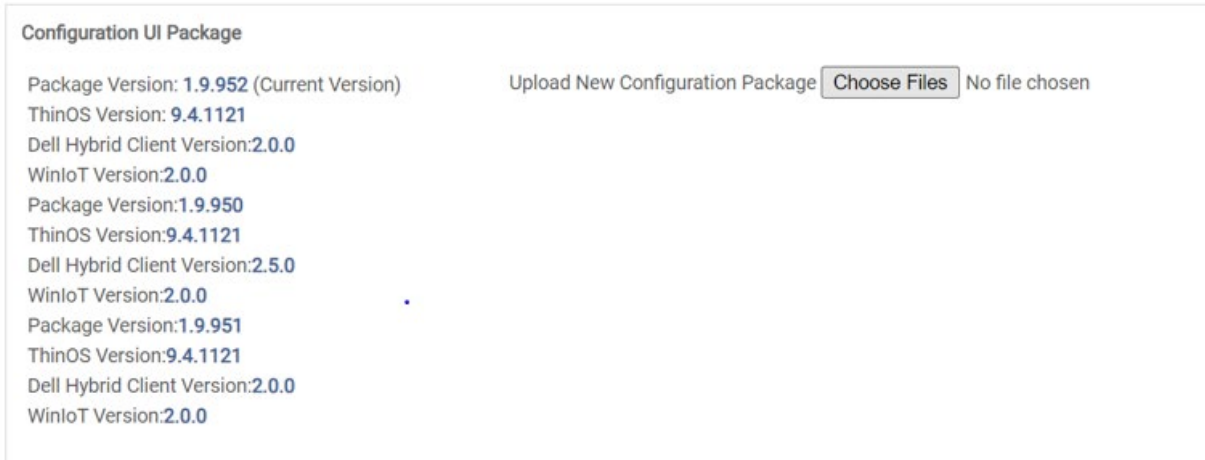 Configuration UI Package
Package Version: 1.9.952 (Current Version)
Upload New Configuration Package Choose Files No file chosen
ThinOS Version: 9.4.1121
Dell Hybrid Client Version:2.0.0
WinIoT Version:2.0.0
Package Version:1.9.950
ThinOS Version:9.4.1121
Dell Hybrid Client Version:2.5.0
WinIoT Version:2.0.0
Package Version:1.9.951
ThinOS Version:9.4.1121
Dell Hybrid Client Version:2.0.0
WinIoT Version:2.0.0